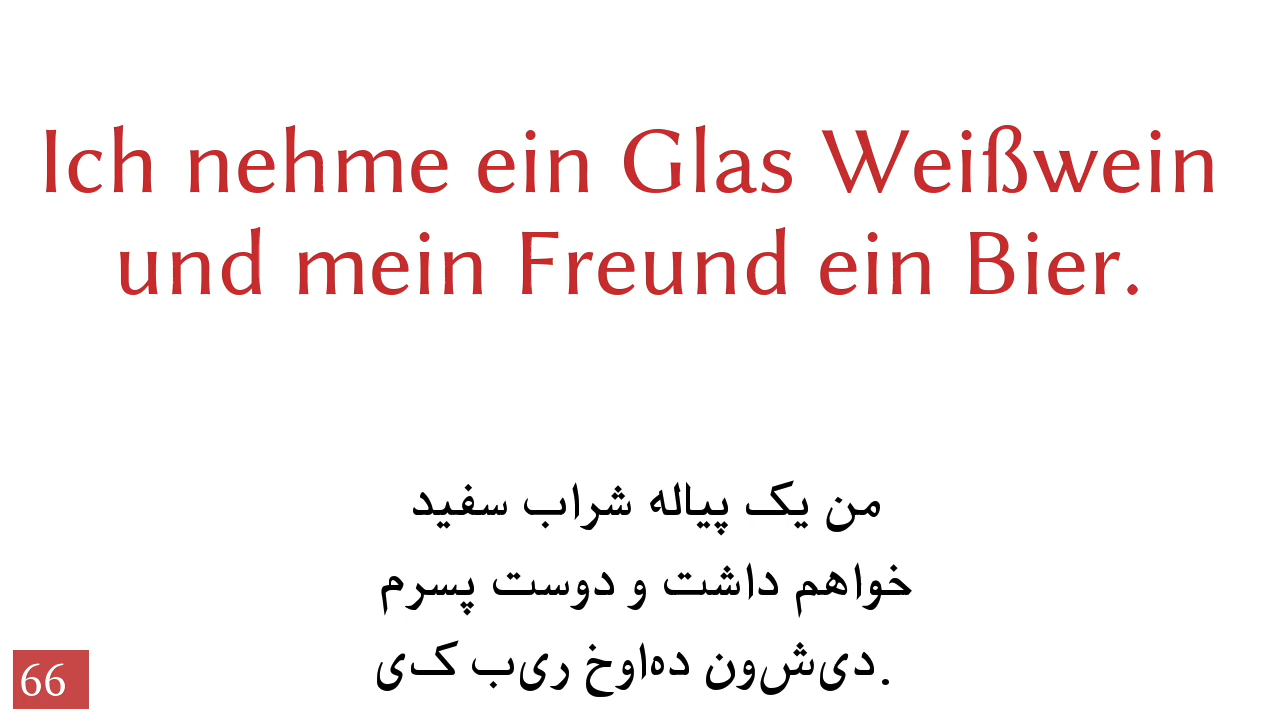 Ich nehme ein Glas Weißwein
und mein Freund ein Bier.
من یک پیاله شراب سفید
خواهم داشت و دوست پسرم
.دیشون دهاوخ ریب کی
66